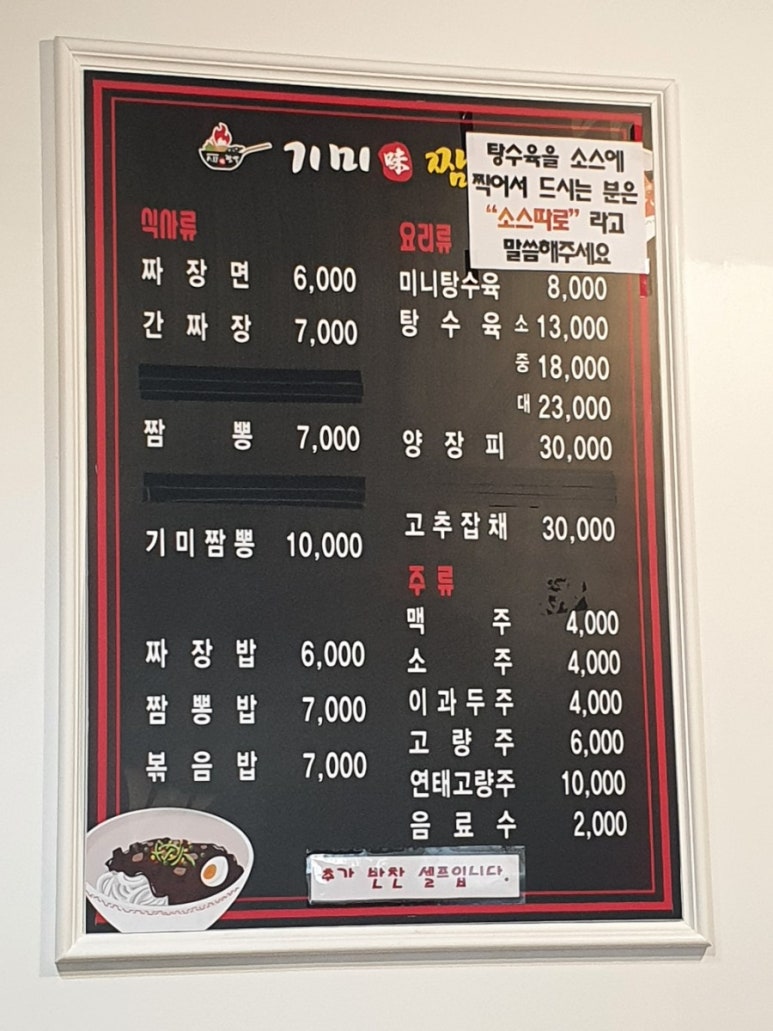 기미 味 짬
탕수육을 소스에
찍어서 드시는 분은
"소스따로" 라고
말씀해주세요
식사류
짜장면 6,000
간짜장 7,000
짬뽕 7,000
기미짬뽕 10,000
짜장밥 6,000
짬뽕밥 7,000
볶음밥 7,000
요리류
미니탕수육 8,000
탕수육 소 13,000
중 18,000
대 23,000
양장피 30,000
고추잡채 30,000
주류
맥주 4,000
소주 4,000
이과두주 4,000
고량주 6,000
연태고량주 10,000
음료수 2,000
추가 반찬 셀프입니다.